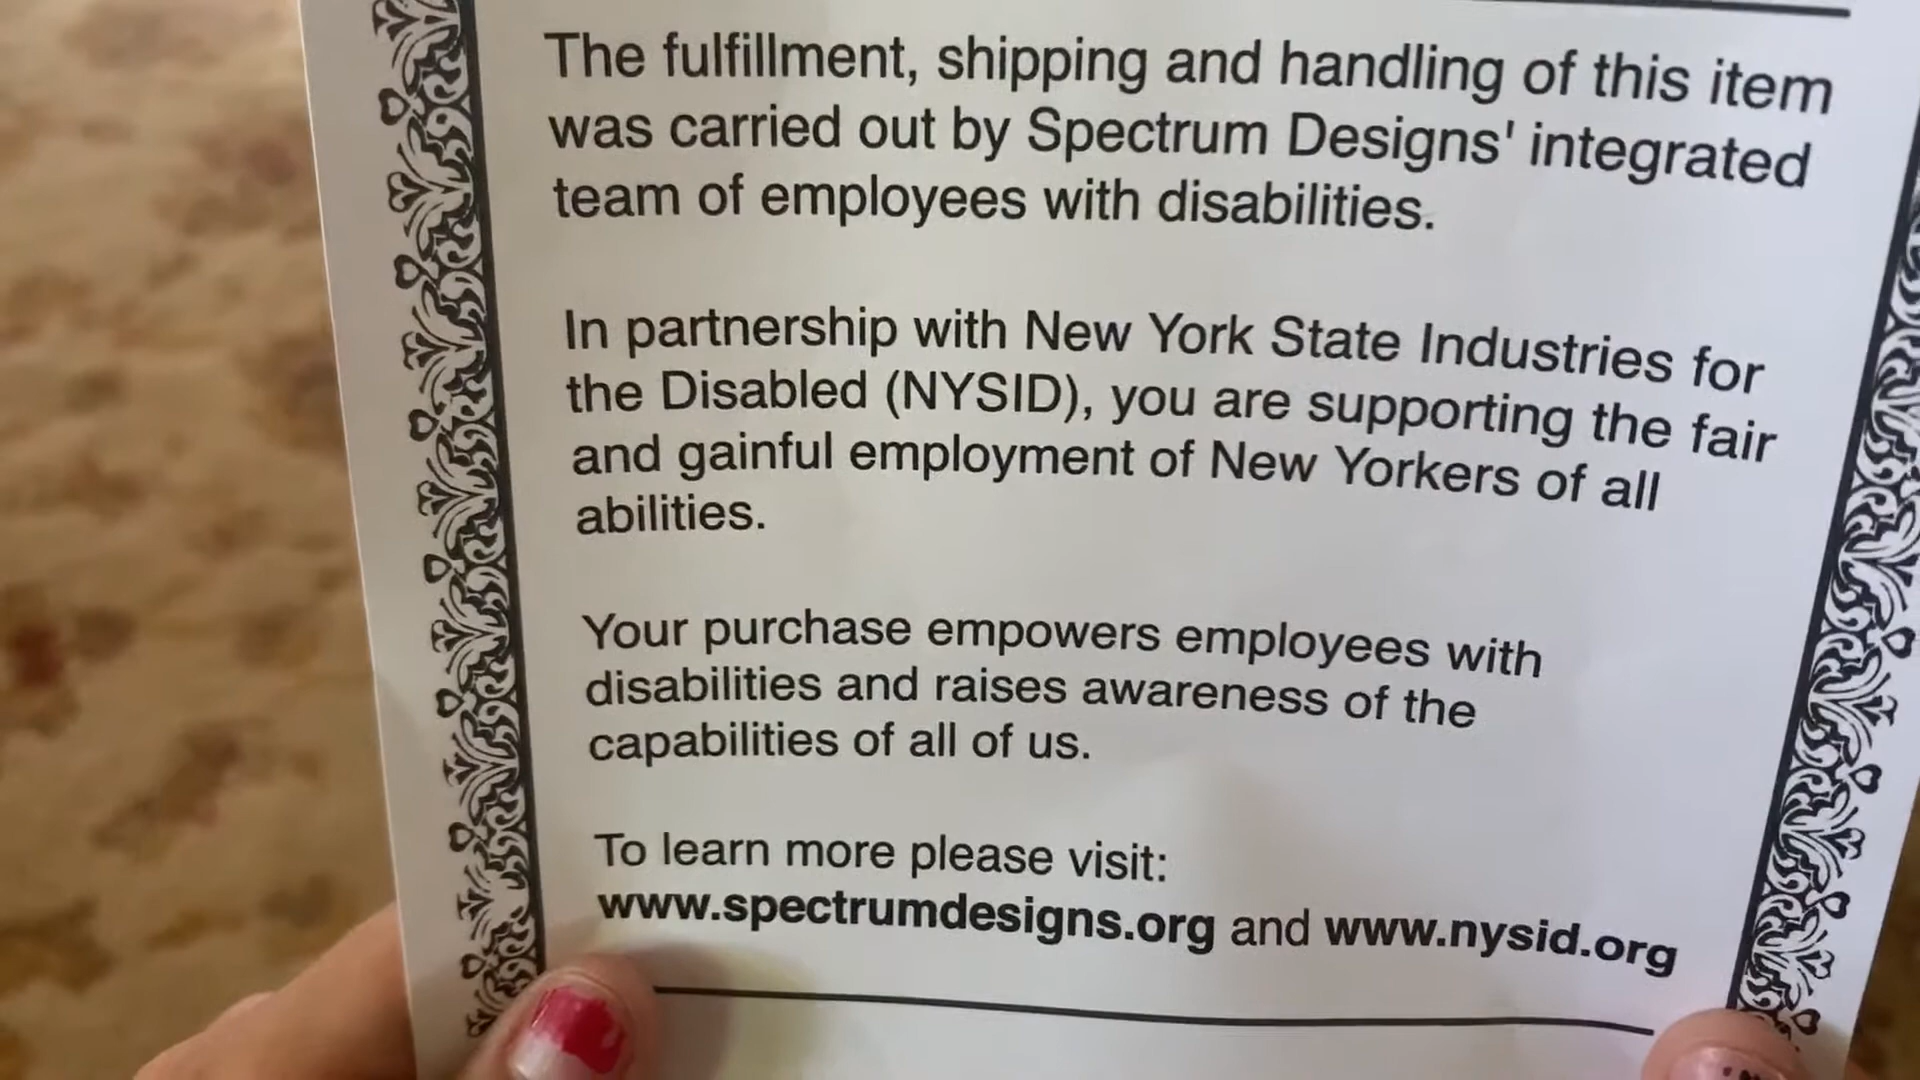 The fulfillment, shipping and handling of this item
was carried out by Spectrum Designs' integrated
team of employees with disabilities.
In partnership with New York State Industries for
the Disabled (NYSID), you are supporting the fair
and gainful employment of New Yorkers of all
abilities.
Your purchase empowers employees with
disabilities and raises awareness of the
capabilities of all of us.
To learn more please visit:
www.spectrumdesigns.org and www.nysid.org